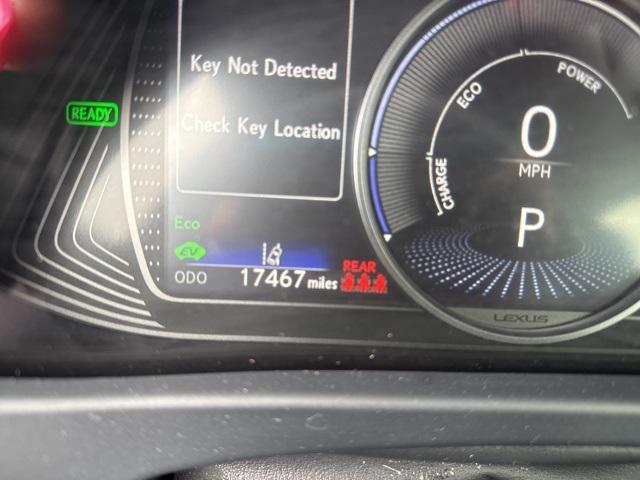 Key Not Detected
Check Key Location
READY
Eco
EV
ODO 17467 miles
REAR
CHARGE
ECO
POWER
0
MPH
P
LEXUS